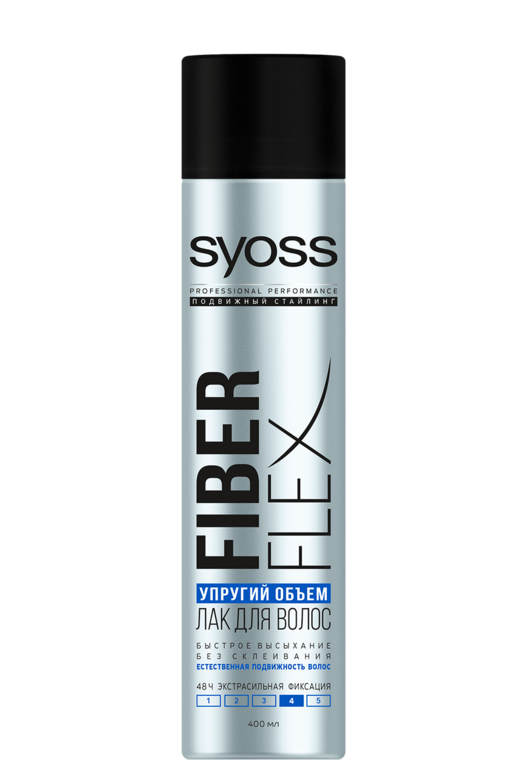 syoss
PROFESSIONAL PERFORMANCE
ПОДВИЖНЫЙ СТАЙЛИНГ
FIBER
FLEX
УПРУГИЙ ОБЪЕМ
ЛАК ДЛЯ ВОЛОС
БЫСТРОЕ ВЫСЫХАНИЕ
БЕЗ СКЛЕИВАНИЯ
ЕСТЕСТВЕННАЯ ПОДВИЖНОСТЬ ВОЛОС
48Ч ЭКСТРАСИЛЬНАЯ ФИКСАЦИЯ
1 2 3 4 5
400 мл